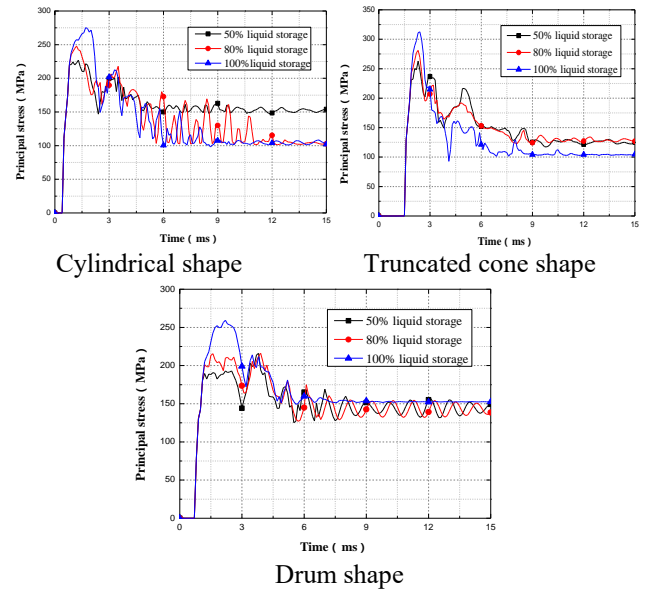 300
250
200
150
100
50
0
Principal stress ( MPa )
50% liquid storage
80% liquid storage
100%liquid storage
0 3 6 9 12 15
Time ( ms )
Cylindrical shape
350
300
250
200
150
100
50
0
Principal stress ( MPa )
50% liquid storage
80% liquid storage
100% liquid storage
0 3 6 9 12 15
Time ( ms )
Truncated cone shape
300
250
200
150
100
50
0
Principal stress ( MPa )
50% liquid storage
80% liquid storage
100% liquid storage
0 3 6 9 12 15
Time ( ms )
Drum shape